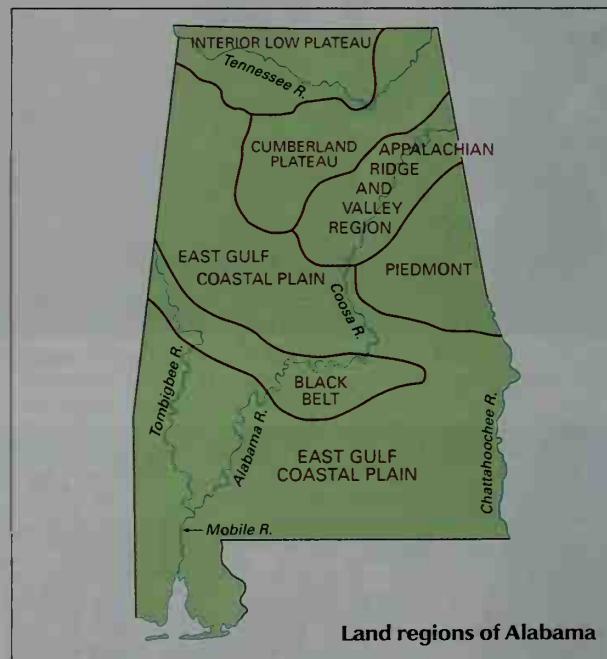 INTERIOR LOW PLATEAU
Tennessee R.
CUMBERLAND
PLATEAU
APPALACHIAN
RIDGE
AND
VALLEY
REGION
EAST GULF
COASTAL PLAIN
PIEDMONT
Coosa R.
Tombigbee R.
BLACK
BELT
Alabama R.
Chattahoochee R.
EAST GULF
COASTAL PLAIN
Mobile R.
Land regions of Alabama